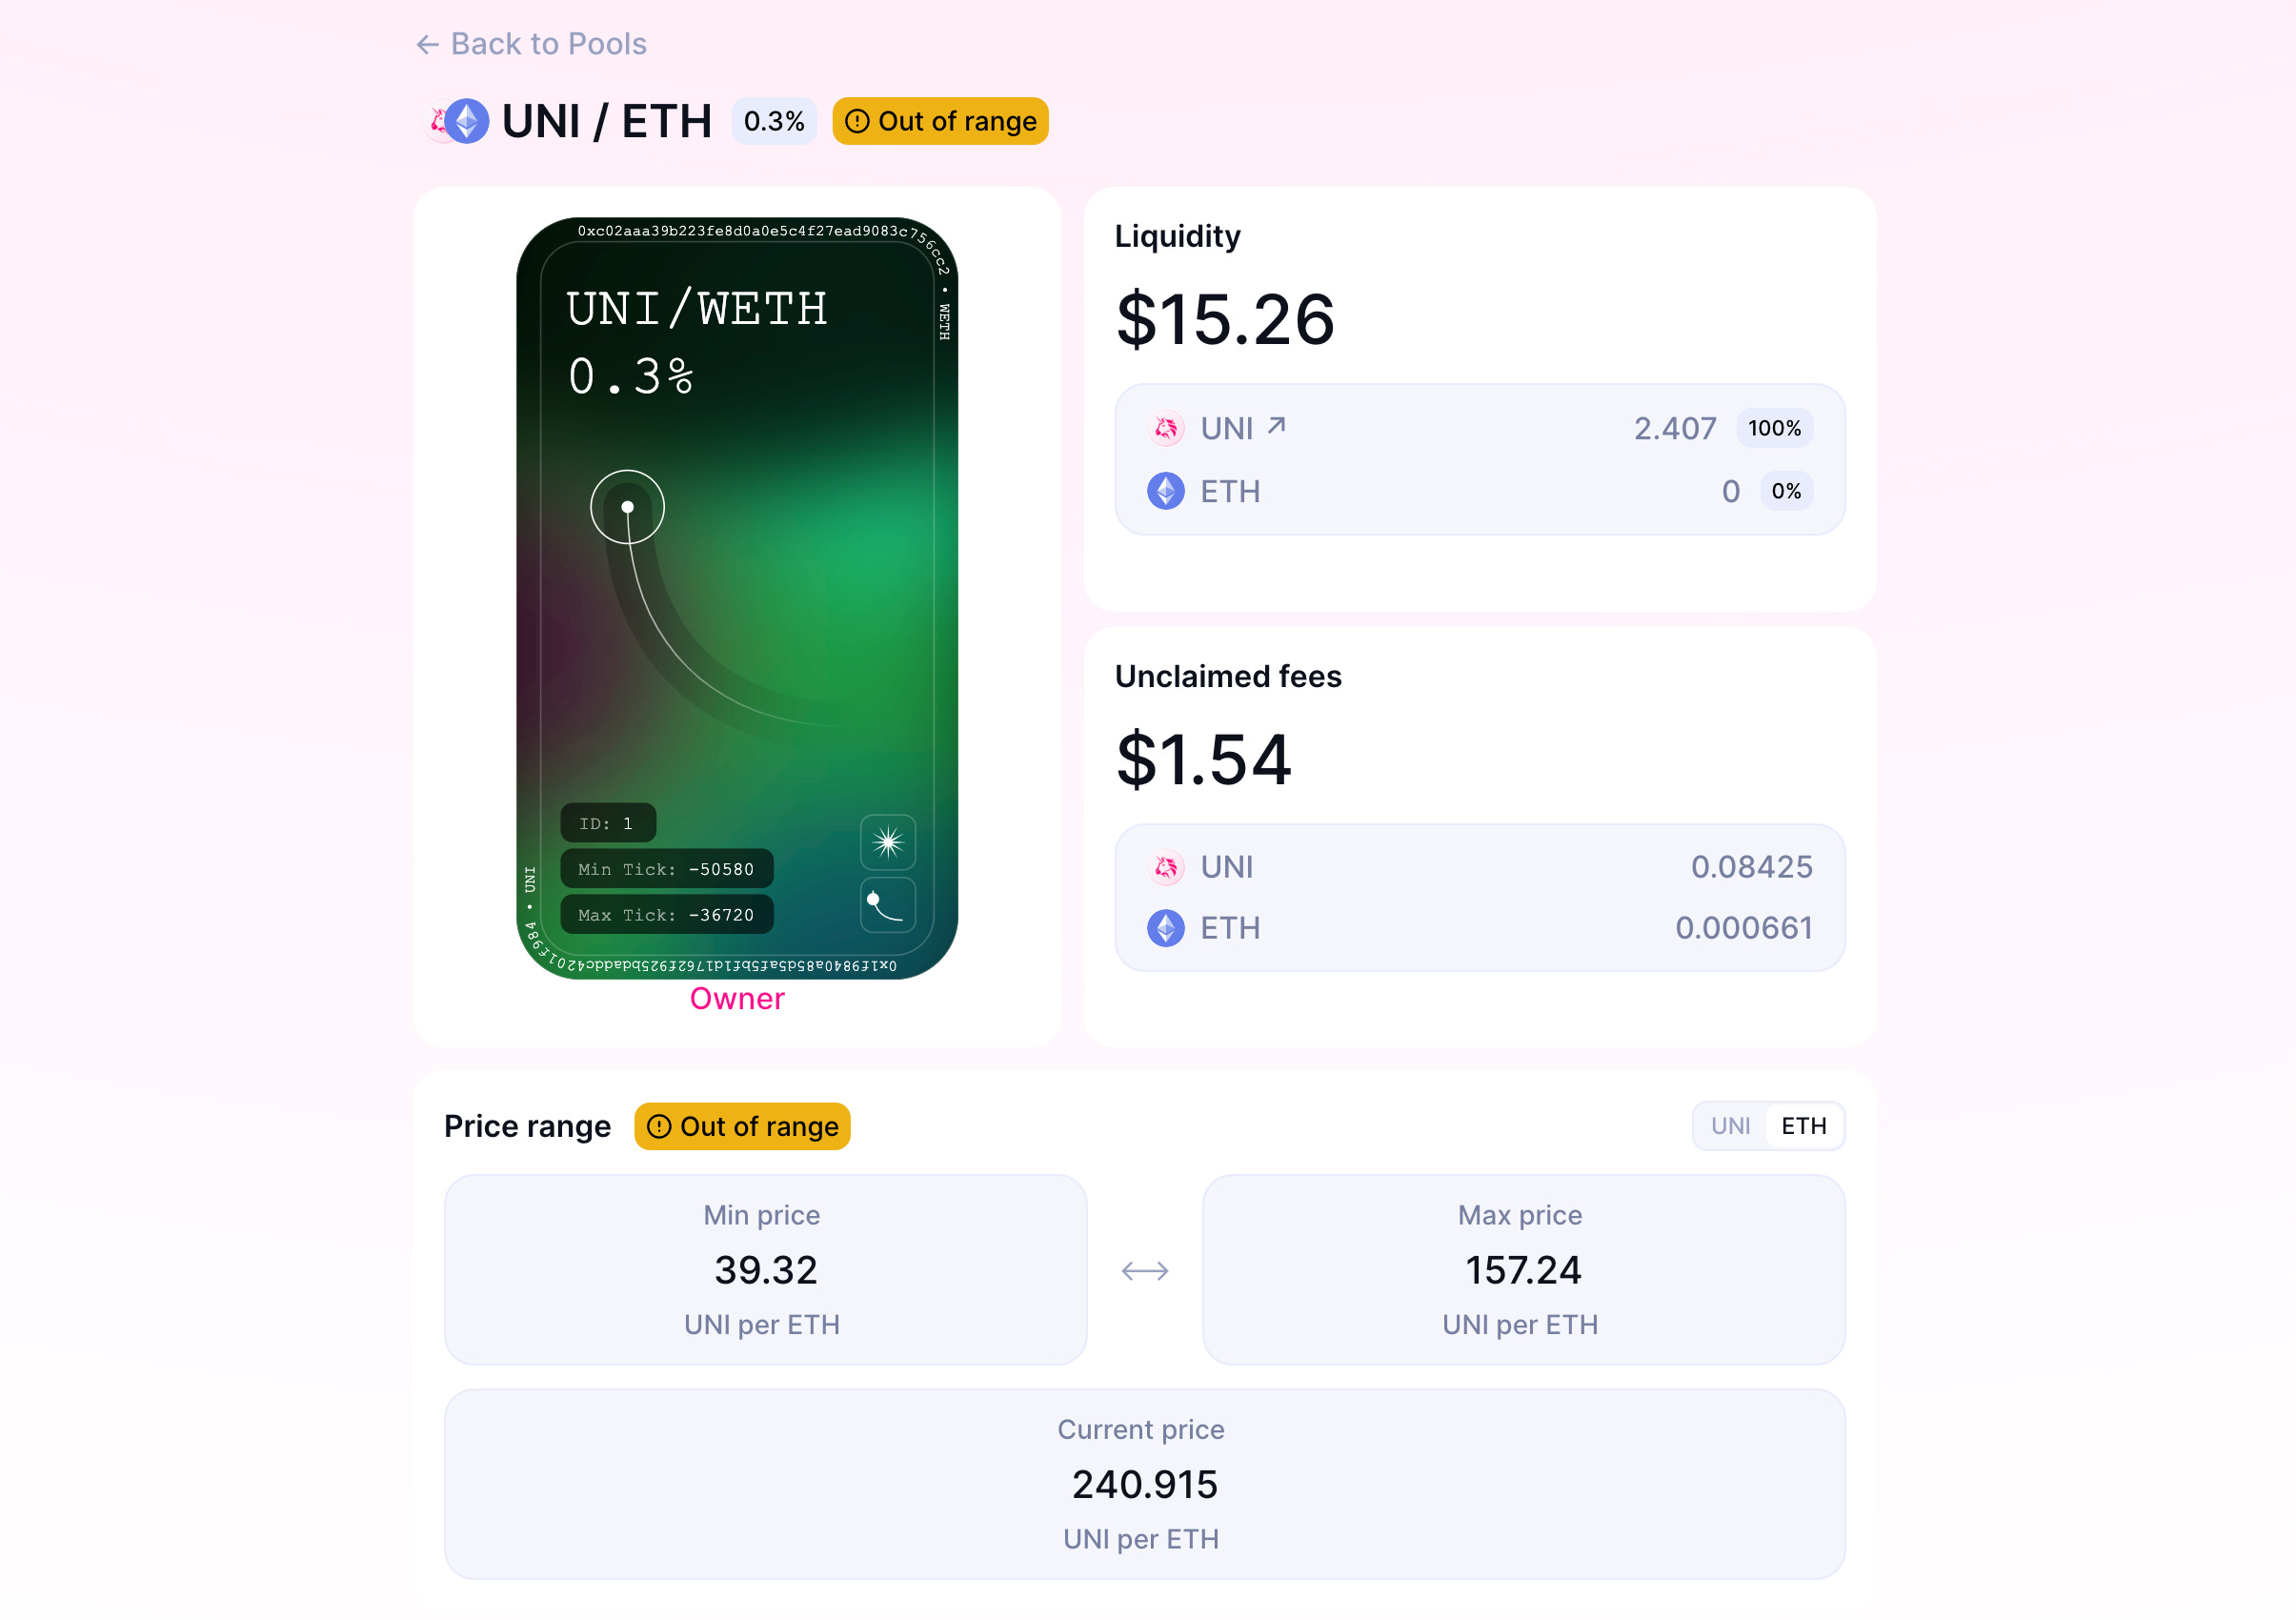 ← Back to Pools
UNI / ETH 0.3% Out of range
0xc02aaa39b223fe8d0a0e5c4f27ead9083c756cc2 • WETH
UNI/WETH
0.3%
ID: 1
Min Tick: -50580
Max Tick: -36720
0x1f9840a85d5af5bf1d1762f925bdaddc4201f984 • UNI
Owner
Liquidity
$15.26
UNI ↗ 2.407 100%
ETH 0 0%
Unclaimed fees
$1.54
UNI 0.08425
ETH 0.000661
Price range Out of range UNI ETH
Min price
39.32
UNI per ETH
Max price
157.24
UNI per ETH
Current price
240.915
UNI per ETH